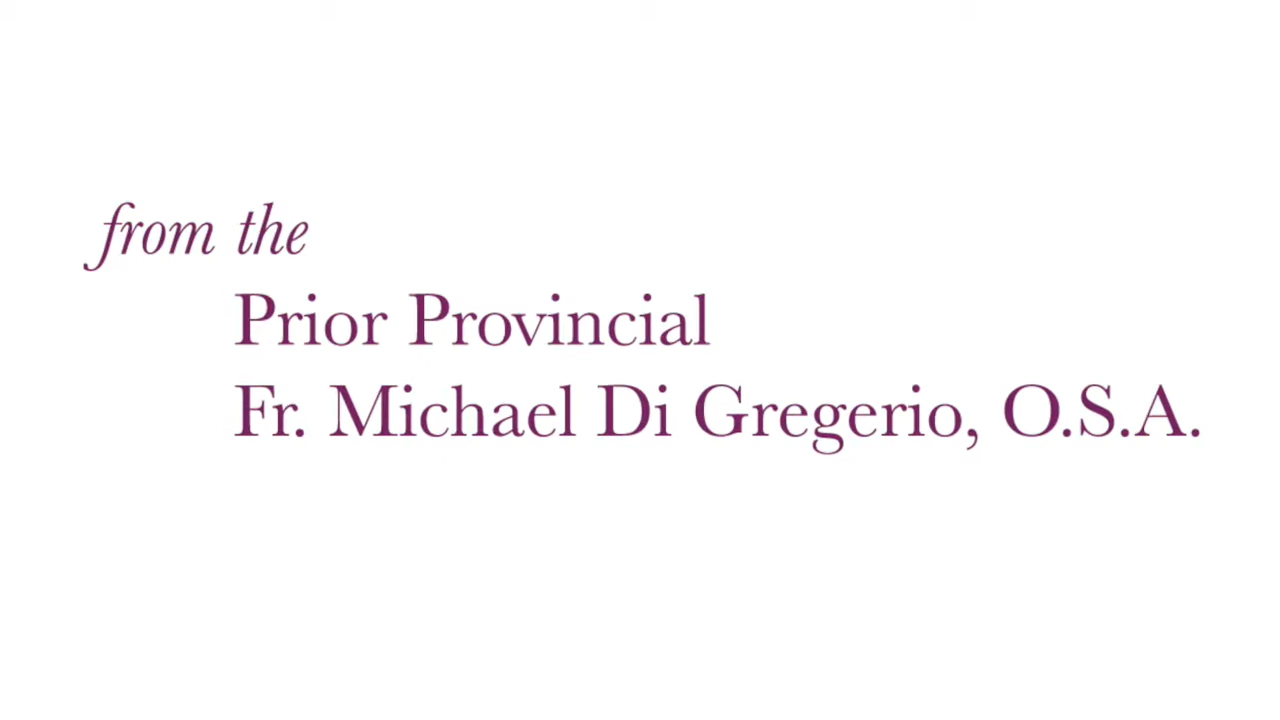 from the
Prior Provincial
Fr. Michael Di Gregerio, O.S.A.